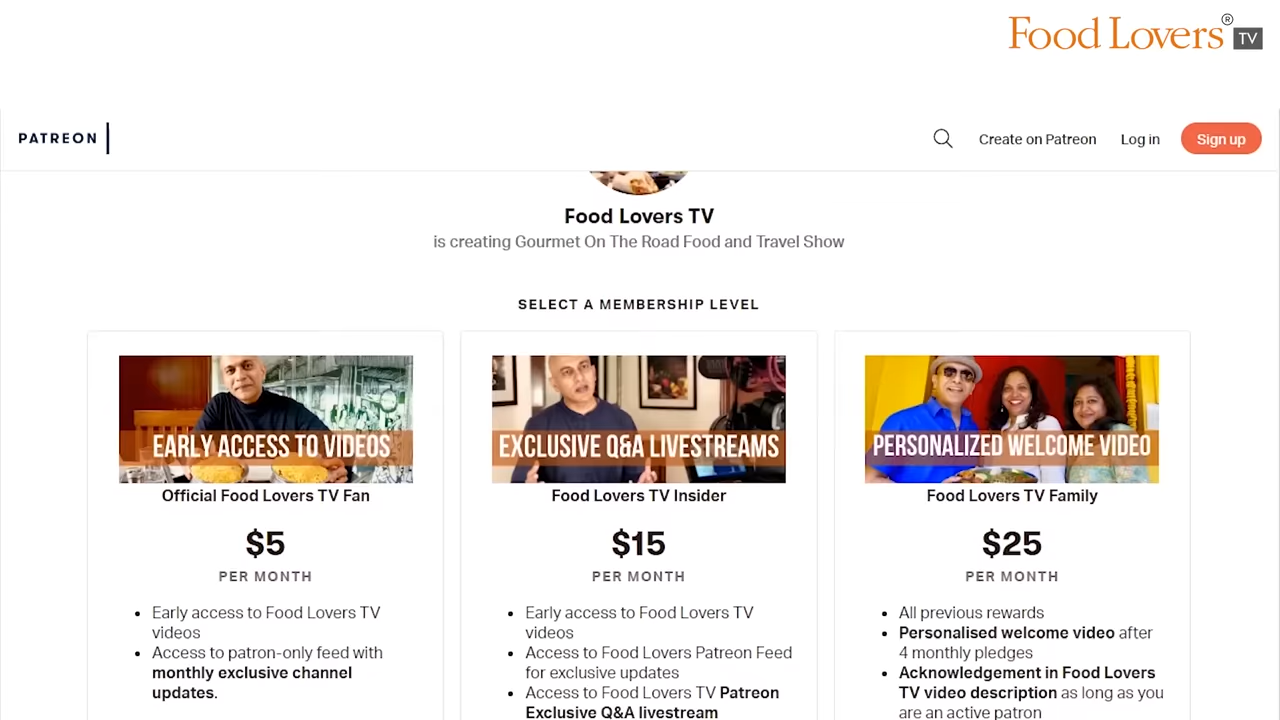 Food Lovers® TV
PATREON
Create on Patreon
Log in
Sign up
Food Lovers TV
is creating Gourmet On The Road Food and Travel Show
SELECT A MEMBERSHIP LEVEL
EARLY ACCESS TO VIDEOS
Official Food Lovers TV Fan
$5
PER MONTH
• Early access to Food Lovers TV
videos
• Access to patron-only feed with
monthly exclusive channel
updates.
EXCLUSIVE Q&A LIVESTREAMS
Food Lovers TV Insider
$15
PER MONTH
• Early access to Food Lovers TV
videos
• Access to Food Lovers Patreon Feed
for exclusive updates
• Access to Food Lovers TV Patreon
Exclusive Q&A livestream
PERSONALIZED WELCOME VIDEO
Food Lovers TV Family
$25
PER MONTH
• All previous rewards
• Personalised welcome video after
4 monthly pledges
• Acknowledgement in Food Lovers
TV video description as long as you
are an active patron